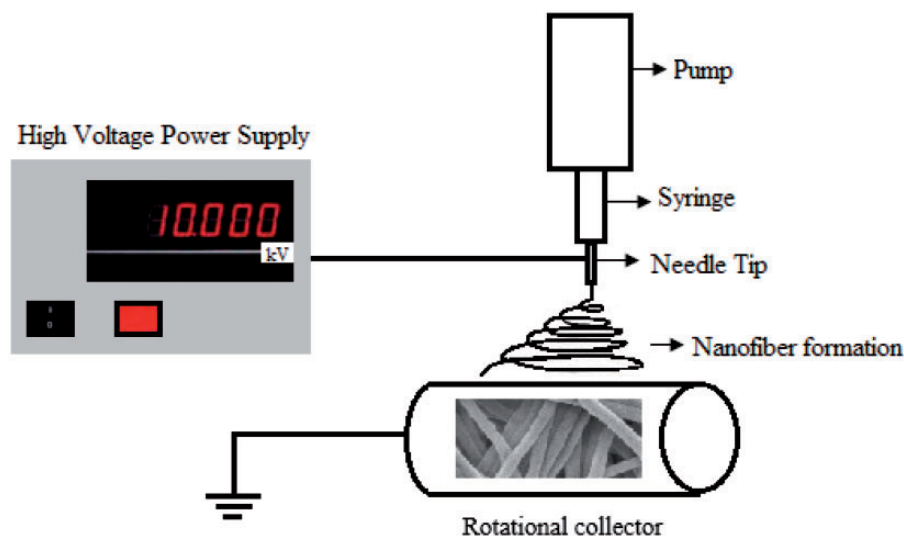 Pump
High Voltage Power Supply
10.000
kV
Syringe
Needle Tip
Nanofiber formation
Rotational collector